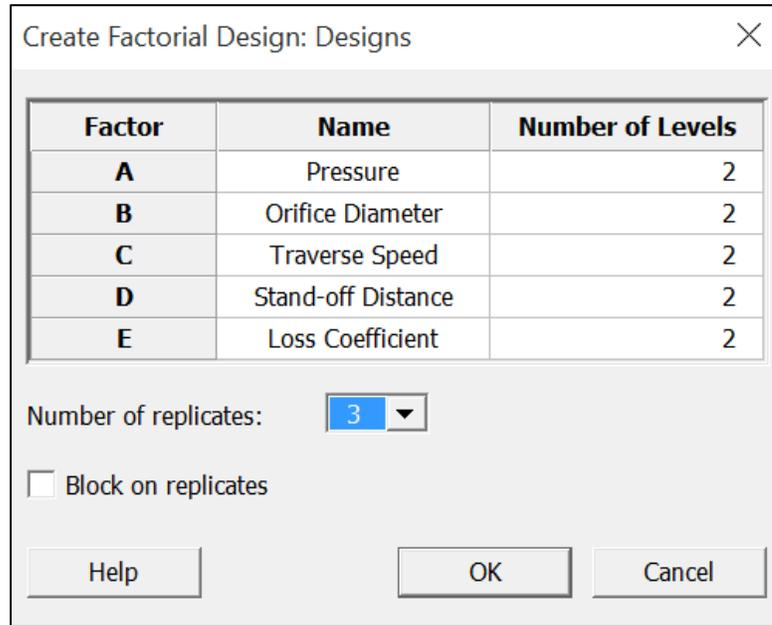 Create Factorial Design: Designs
Factor Name Number of Levels
A Pressure 2
B Orifice Diameter 2
C Traverse Speed 2
D Stand-off Distance 2
E Loss Coefficient 2
Number of replicates: 3
Block on replicates
Help OK Cancel